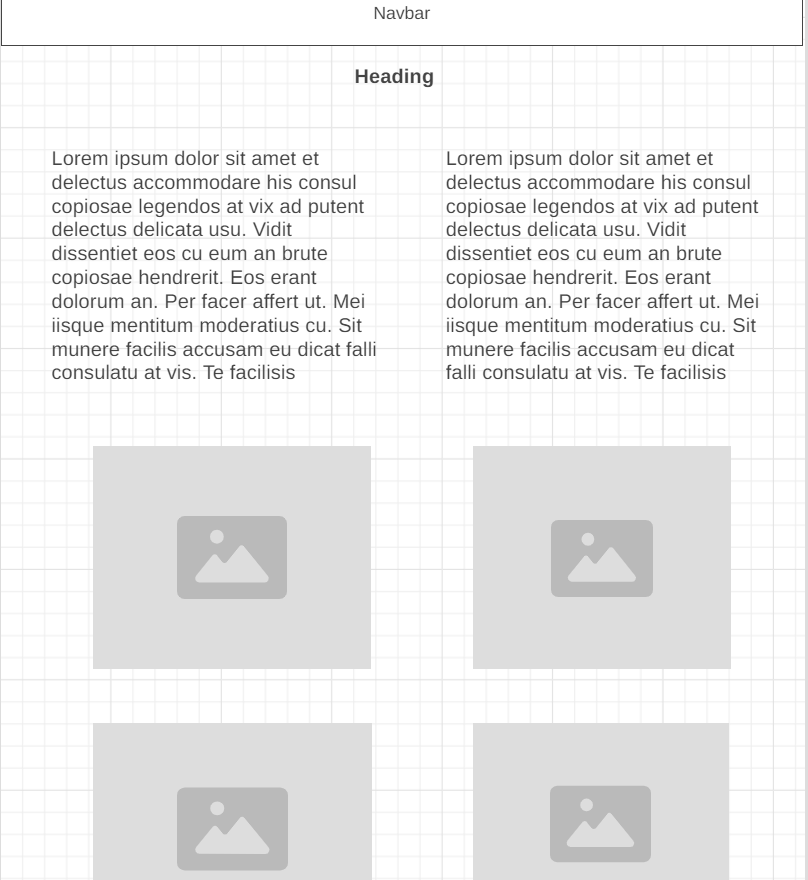 Navbar
Heading
Lorem ipsum dolor sit amet et
delectus accommodare his consul
copiosae legendos at vix ad putent
delectus delicata usu. Vidit
dissentiet eos cu eum an brute
copiosae hendrerit. Eos erant
dolorum an. Per facer affert ut. Mei
iisque mentitum moderatius cu. Sit
munere facilis accusam eu dicat falli
consulatu at vis. Te facilisis
Lorem ipsum dolor sit amet et
delectus accommodare his consul
copiosae legendos at vix ad putent
delectus delicata usu. Vidit
dissentiet eos cu eum an brute
copiosae hendrerit. Eos erant
dolorum an. Per facer affert ut. Mei
iisque mentitum moderatius cu. Sit
munere facilis accusam eu dicat
falli consulatu at vis. Te facilisis